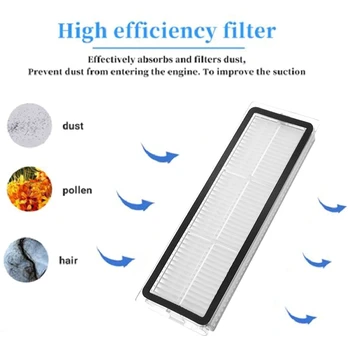 High efficiency filter
Effectively absorbs and filters dust,
Prevent dust from entering the engine. To improve the suction
dust
pollen
hair